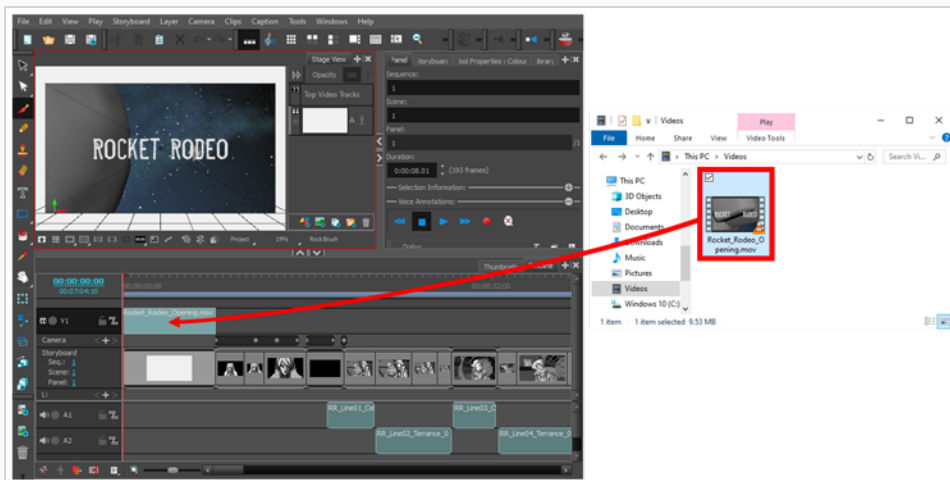 File Edit View Play Storyboard Layer Camera Clips Caption Tools Windows Help
Stage View
Opacity
Top Video Tracks
A
ROCKET RODEO
Project
Panel
Sequence:
1
Scene:
1
Panel:
1
/1
Duration:
0:00:08.01 (193 frames)
Selection Information:
Voice Annotations:
00:00:00:00
00:07:04:10
00:00:00:00
00:00:32:00
Rocket_Rodeo_Opening.mov
V1
Camera
Storyboard
Seq.: 1
Scene: 1
Panel: 1
L:
A1
RR_Line01_Ce
RR_Line03_C
A2
RR_Line02_Terrance_0
RR_Line04_Terrance_0
Videos
Play
File Home Share View Video Tools
This PC > Videos
Search Vi...
This PC
3D Objects
Desktop
Documents
Downloads
Music
Pictures
Videos
Windows 10 (C:)
Rocket_Rodeo_O
pening.mov
1 item 1 item selected 9.53 MB